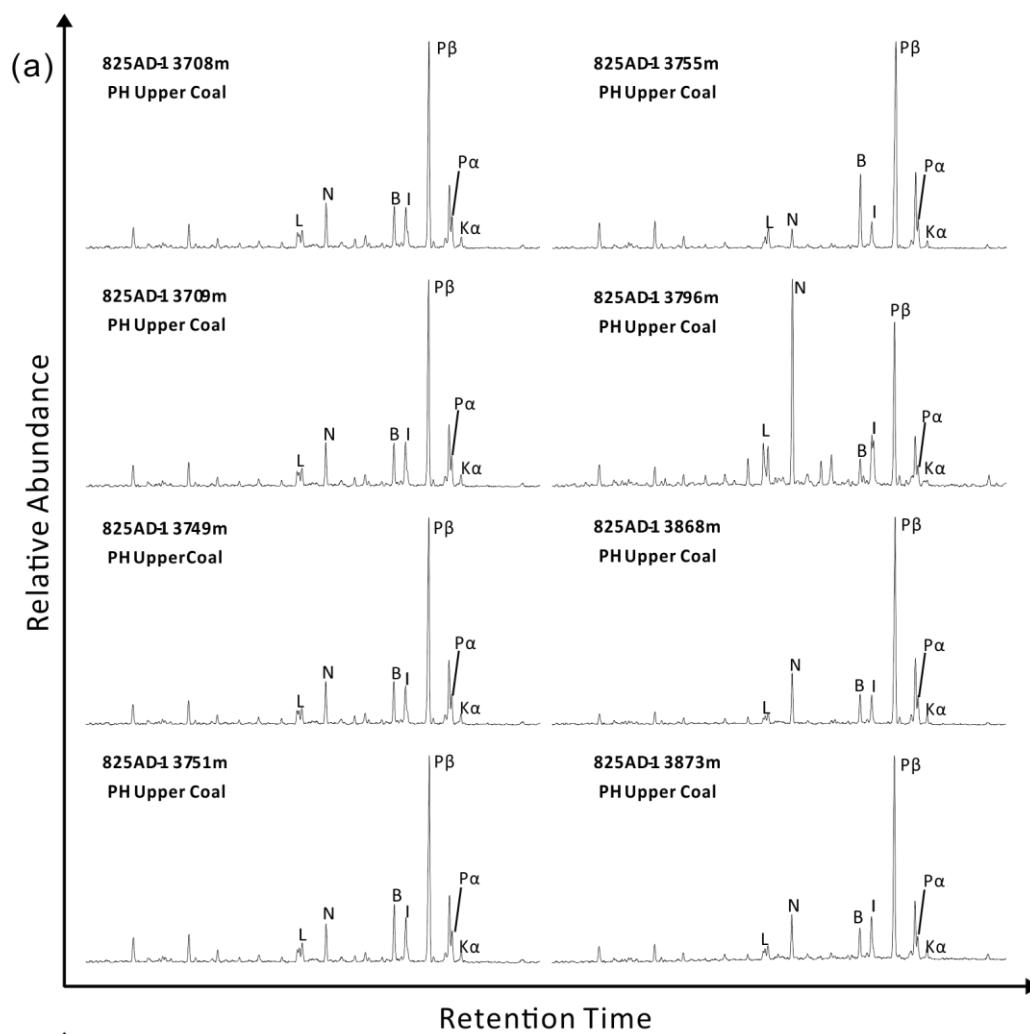 (a)
Relative Abundance
825AD-1 3708m
PH Upper Coal
L
N
B I
Pβ
Pα
Kα
825AD-1 3755m
PH Upper Coal
L
N
B
I
Pβ
Pα
Kα
825AD-1 3709m
PH Upper Coal
L
N
B I
Pβ
Pα
Kα
825AD-1 3796m
PH Upper Coal
L
N
B
I
Pβ
Pα
Kα
825AD-1 3749m
PH UpperCoal
L
N
B I
Pβ
Pα
Kα
825AD-1 3868m
PH Upper Coal
L
N
B I
Pβ
Pα
Kα
825AD-1 3751m
PH Upper Coal
L
N
B
I
Pβ
Pα
Kα
825AD-1 3873m
PH Upper Coal
L
N
B
I
Pβ
Pα
Kα
Retention Time